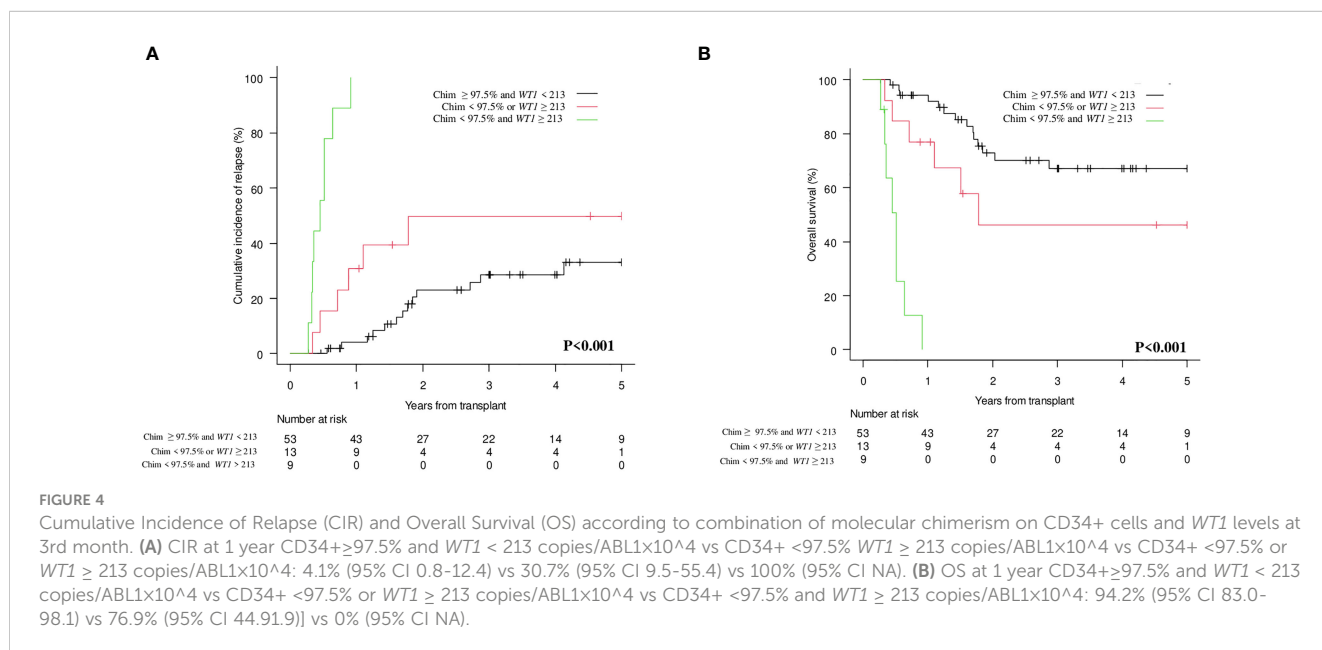 A
Cumulative incidence of relapse (%)
100
80
60
40
20
0
Chim ≥ 97.5% and WT1 < 213
Chim < 97.5% or WT1 ≥ 213
Chim < 97.5% and WT1 ≥ 213
P<0.001
0 1 2 3 4 5
Years from transplant
Number at risk
Chim ≥ 97.5% and WT1 < 213 53 43 27 22 14 9
Chim < 97.5% or WT1 ≥ 213 13 9 4 4 4 1
Chim < 97.5% and WT1 > 213 9 0 0 0 0 0
B
Overall survival (%)
100
80
60
40
20
0
Chim ≥ 97.5% and WT1 < 213
Chim < 97.5% or WT1 ≥ 213
Chim < 97.5% and WT1 ≥ 213
P<0.001
0 1 2 3 4 5
Years from transplant
Number at risk
Chim ≥ 97.5% and WT1 < 213 53 43 27 22 14 9
Chim < 97.5% or WT1 ≥ 213 13 9 4 4 4 1
Chim < 97.5% and WT1 ≥ 213 9 0 0 0 0 0
FIGURE 4
Cumulative Incidence of Relapse (CIR) and Overall Survival (OS) according to combination of molecular chimerism on CD34+ cells and WT1 levels at
3rd month. (A) CIR at 1 year CD34+≥97.5% and WT1 < 213 copies/ABL1×10^4 vs CD34+ <97.5% WT1 ≥ 213 copies/ABL1×10^4 vs CD34+ <97.5% or
WT1 ≥ 213 copies/ABL1×10^4: 4.1% (95% CI 0.8-12.4) vs 30.7% (95% CI 9.5-55.4) vs 100% (95% CI NA). (B) OS at 1 year CD34+≥97.5% and WT1 < 213
copies/ABL1×10^4 vs CD34+ <97.5% or WT1 ≥ 213 copies/ABL1×10^4 vs CD34+ <97.5% and WT1 ≥ 213 copies/ABL1×10^4: 94.2% (95% CI 83.0-
98.1) vs 76.9% (95% CI 44.91.9)] vs 0% (95% CI NA).